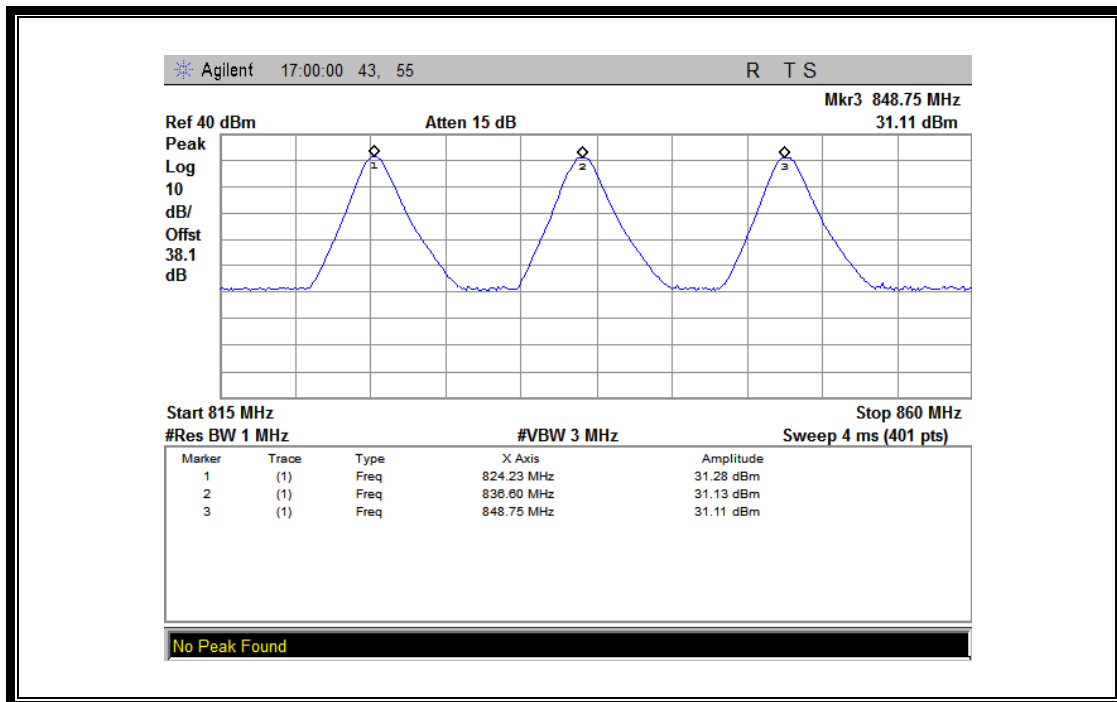 Agilent 17:00:00 43, 55 R T S
Mkr3 848.75 MHz
Ref 40 dBm Atten 15 dB 31.11 dBm
Peak
Log
10
dB/
Offst
38.1
dB
1 2 3
Start 815 MHz Stop 860 MHz
#Res BW 1 MHz #VBW 3 MHz Sweep 4 ms (401 pts)
Marker Trace Type X Axis Amplitude
1 (1) Freq 824.23 MHz 31.28 dBm
2 (1) Freq 836.60 MHz 31.13 dBm
3 (1) Freq 848.75 MHz 31.11 dBm
No Peak Found